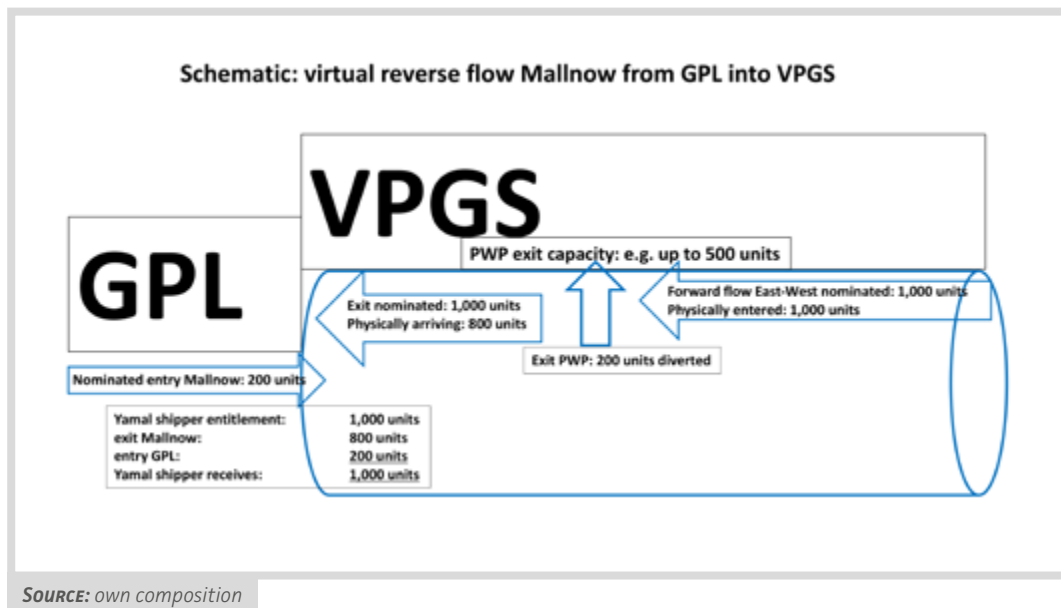 Schematic: virtual reverse flow Mallnow from GPL into VPGS
VPGS
GPL
PWP exit capacity: e.g. up to 500 units
Exit nominated: 1,000 units
Physically arriving: 800 units
Forward flow East-West nominated: 1,000 units
Physically entered: 1,000 units
Exit PWP: 200 units diverted
Nominated entry Mallnow: 200 units
Yamal shipper entitlement: 1,000 units
exit Mallnow: 800 units
entry GPL: 200 units
Yamal shipper receives: 1,000 units
SOURCE: own composition